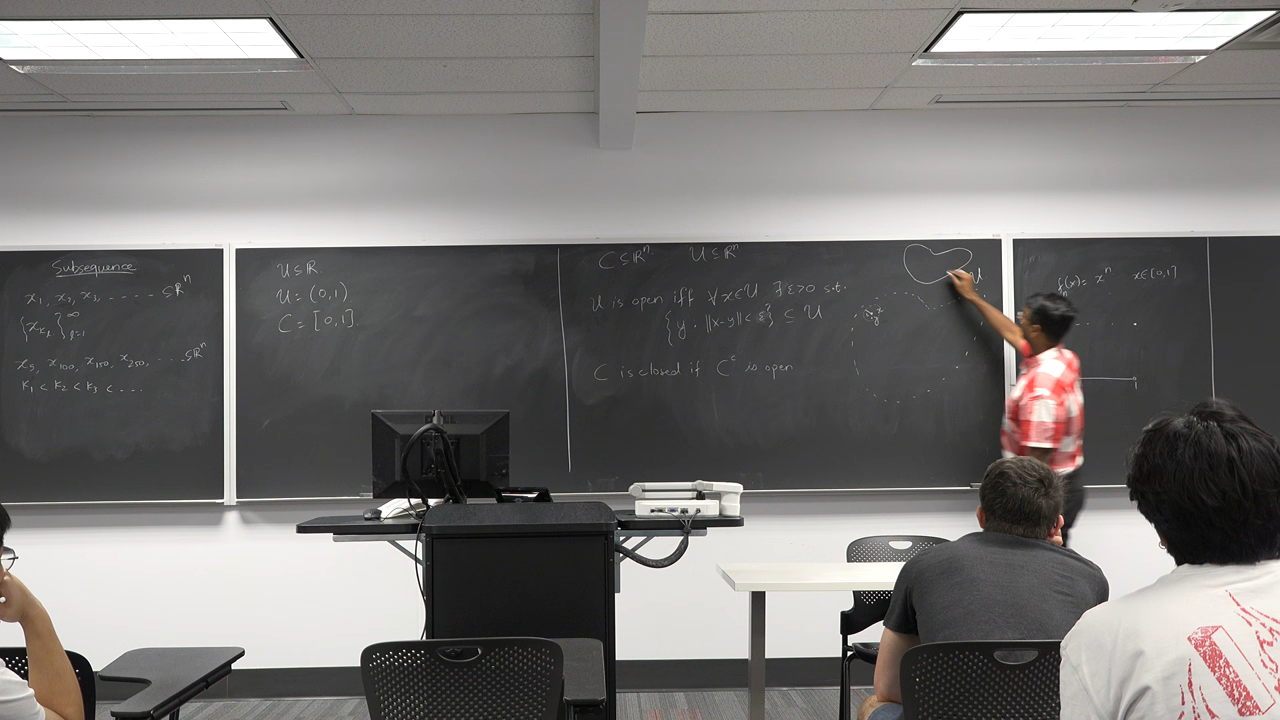 Subsequence
x₁, x₂, x₃, ..... ⊆ ℝⁿ
{x_{k_l}}_{l=1}^∞
x₅, x₁₀₀, x₁₅₀, x₂₅₀, ... ⊆ ℝⁿ
k₁ < k₂ < k₃ < ...
U ⊆ ℝ
U = (0,1)
C = [0,1].
C ⊆ ℝⁿ U ⊆ ℝⁿ
U is open iff ∀x∈U ∃ε>0 s.t.
{y : ||x-y|| < ε} ⊆ U
C is closed if Cᶜ is open
U
x
y
fₙ(x) = xⁿ x∈[0,1]